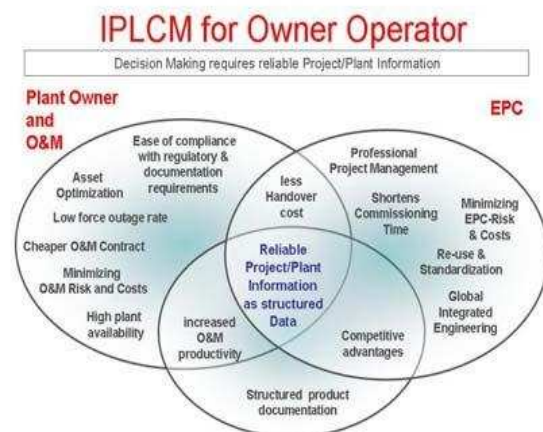 IPLCM for Owner Operator
Decision Making requires reliable Project/Plant Information
Plant Owner
and
O&M
EPC
Ease of compliance
with regulatory &
documentation
requirements
Asset
Optimization
Low force outage rate
Cheaper O&M Contract
Minimizing
O&M Risk and Costs
High plant
availability
less
Handover
cost
Professional
Project Management
Shortens
Commissioning
Time
Minimizing
EPC-Risk
& Costs
Re-use &
Standardization
Global
Integrated
Engineering
Reliable
Project/Plant
Information
as structured
Data
increased
O&M
productivity
Competitive
advantages
Structured product
documentation